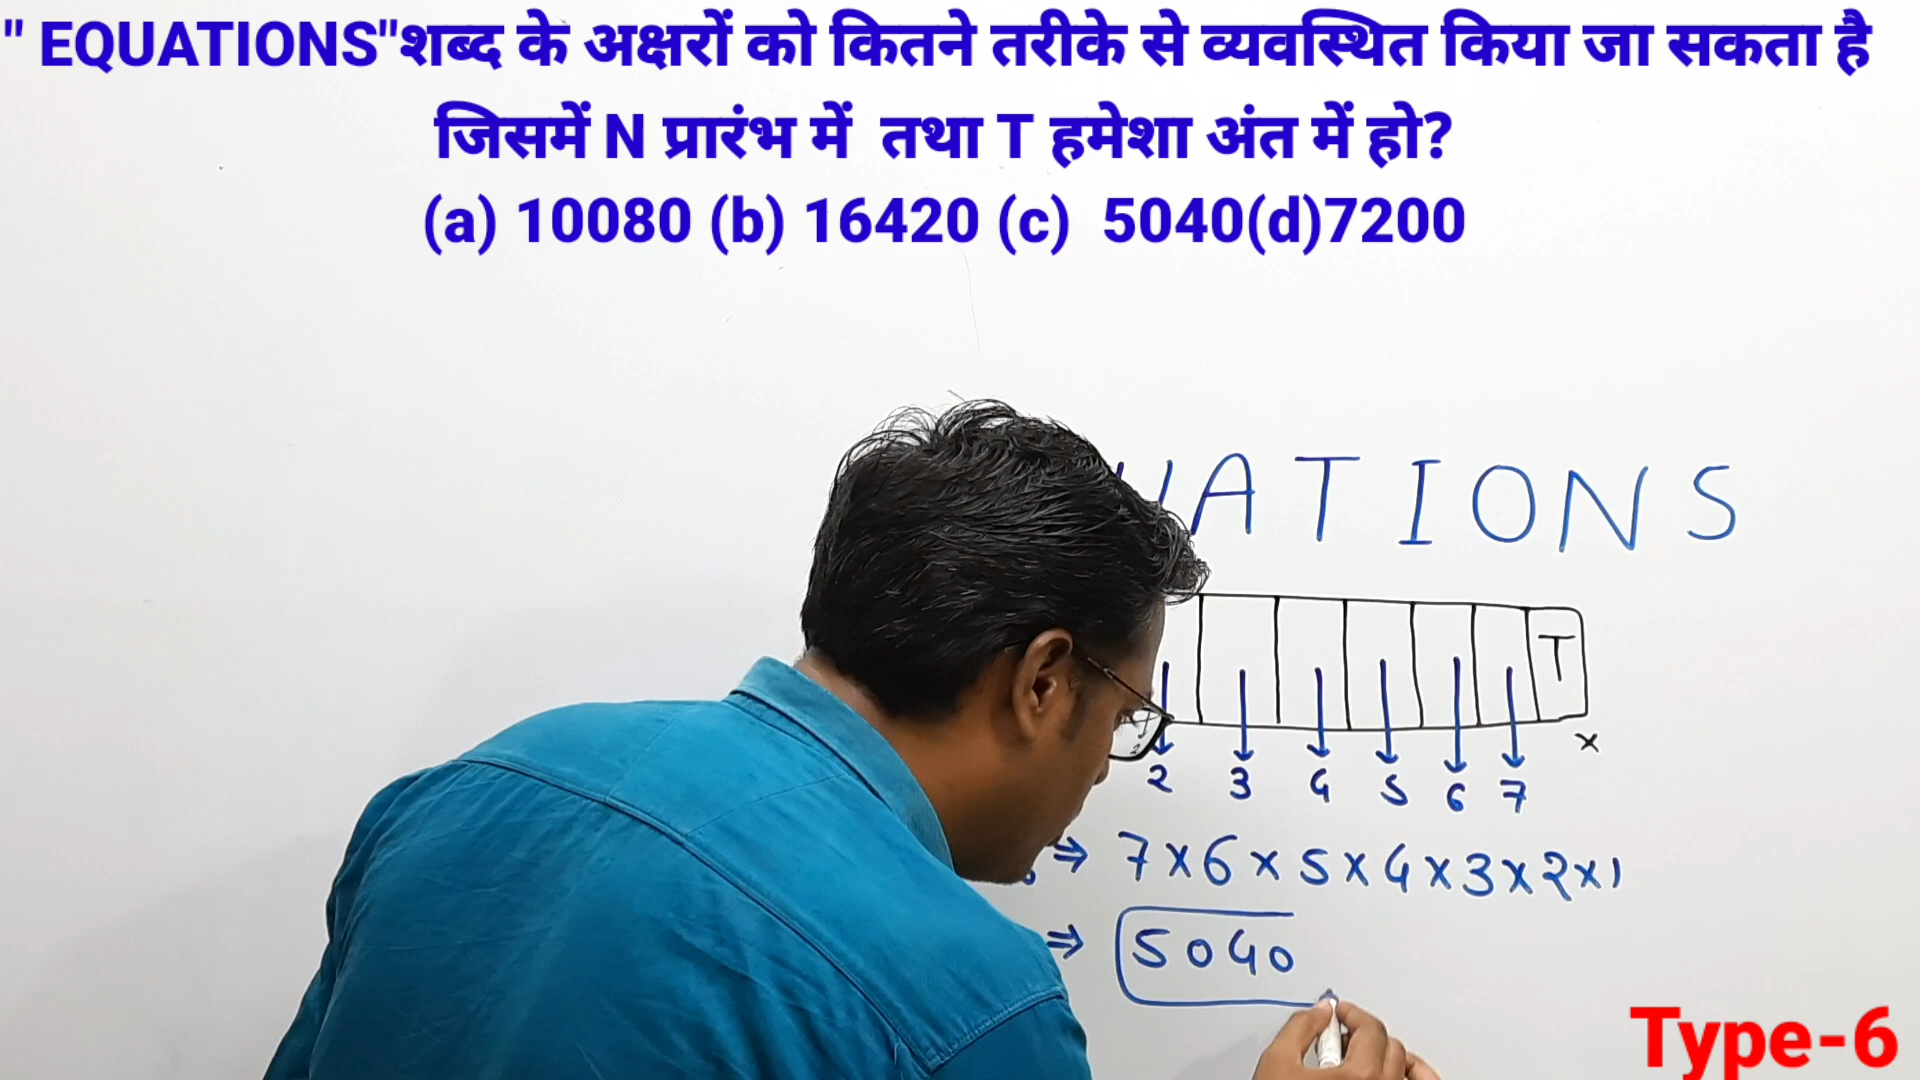 " EQUATIONS"शब्द के अक्षरों को कितने तरीके से व्यवस्थित किया जा सकता है
जिसमें N प्रारंभ में तथा T हमेशा अंत में हो?
(a) 10080 (b) 16420 (c) 5040(d)7200
UATIONS
T
x
2 3 4 5 6 7
⇒ 7x6x5x4x3x2x1
⇒ 5040
Type-6